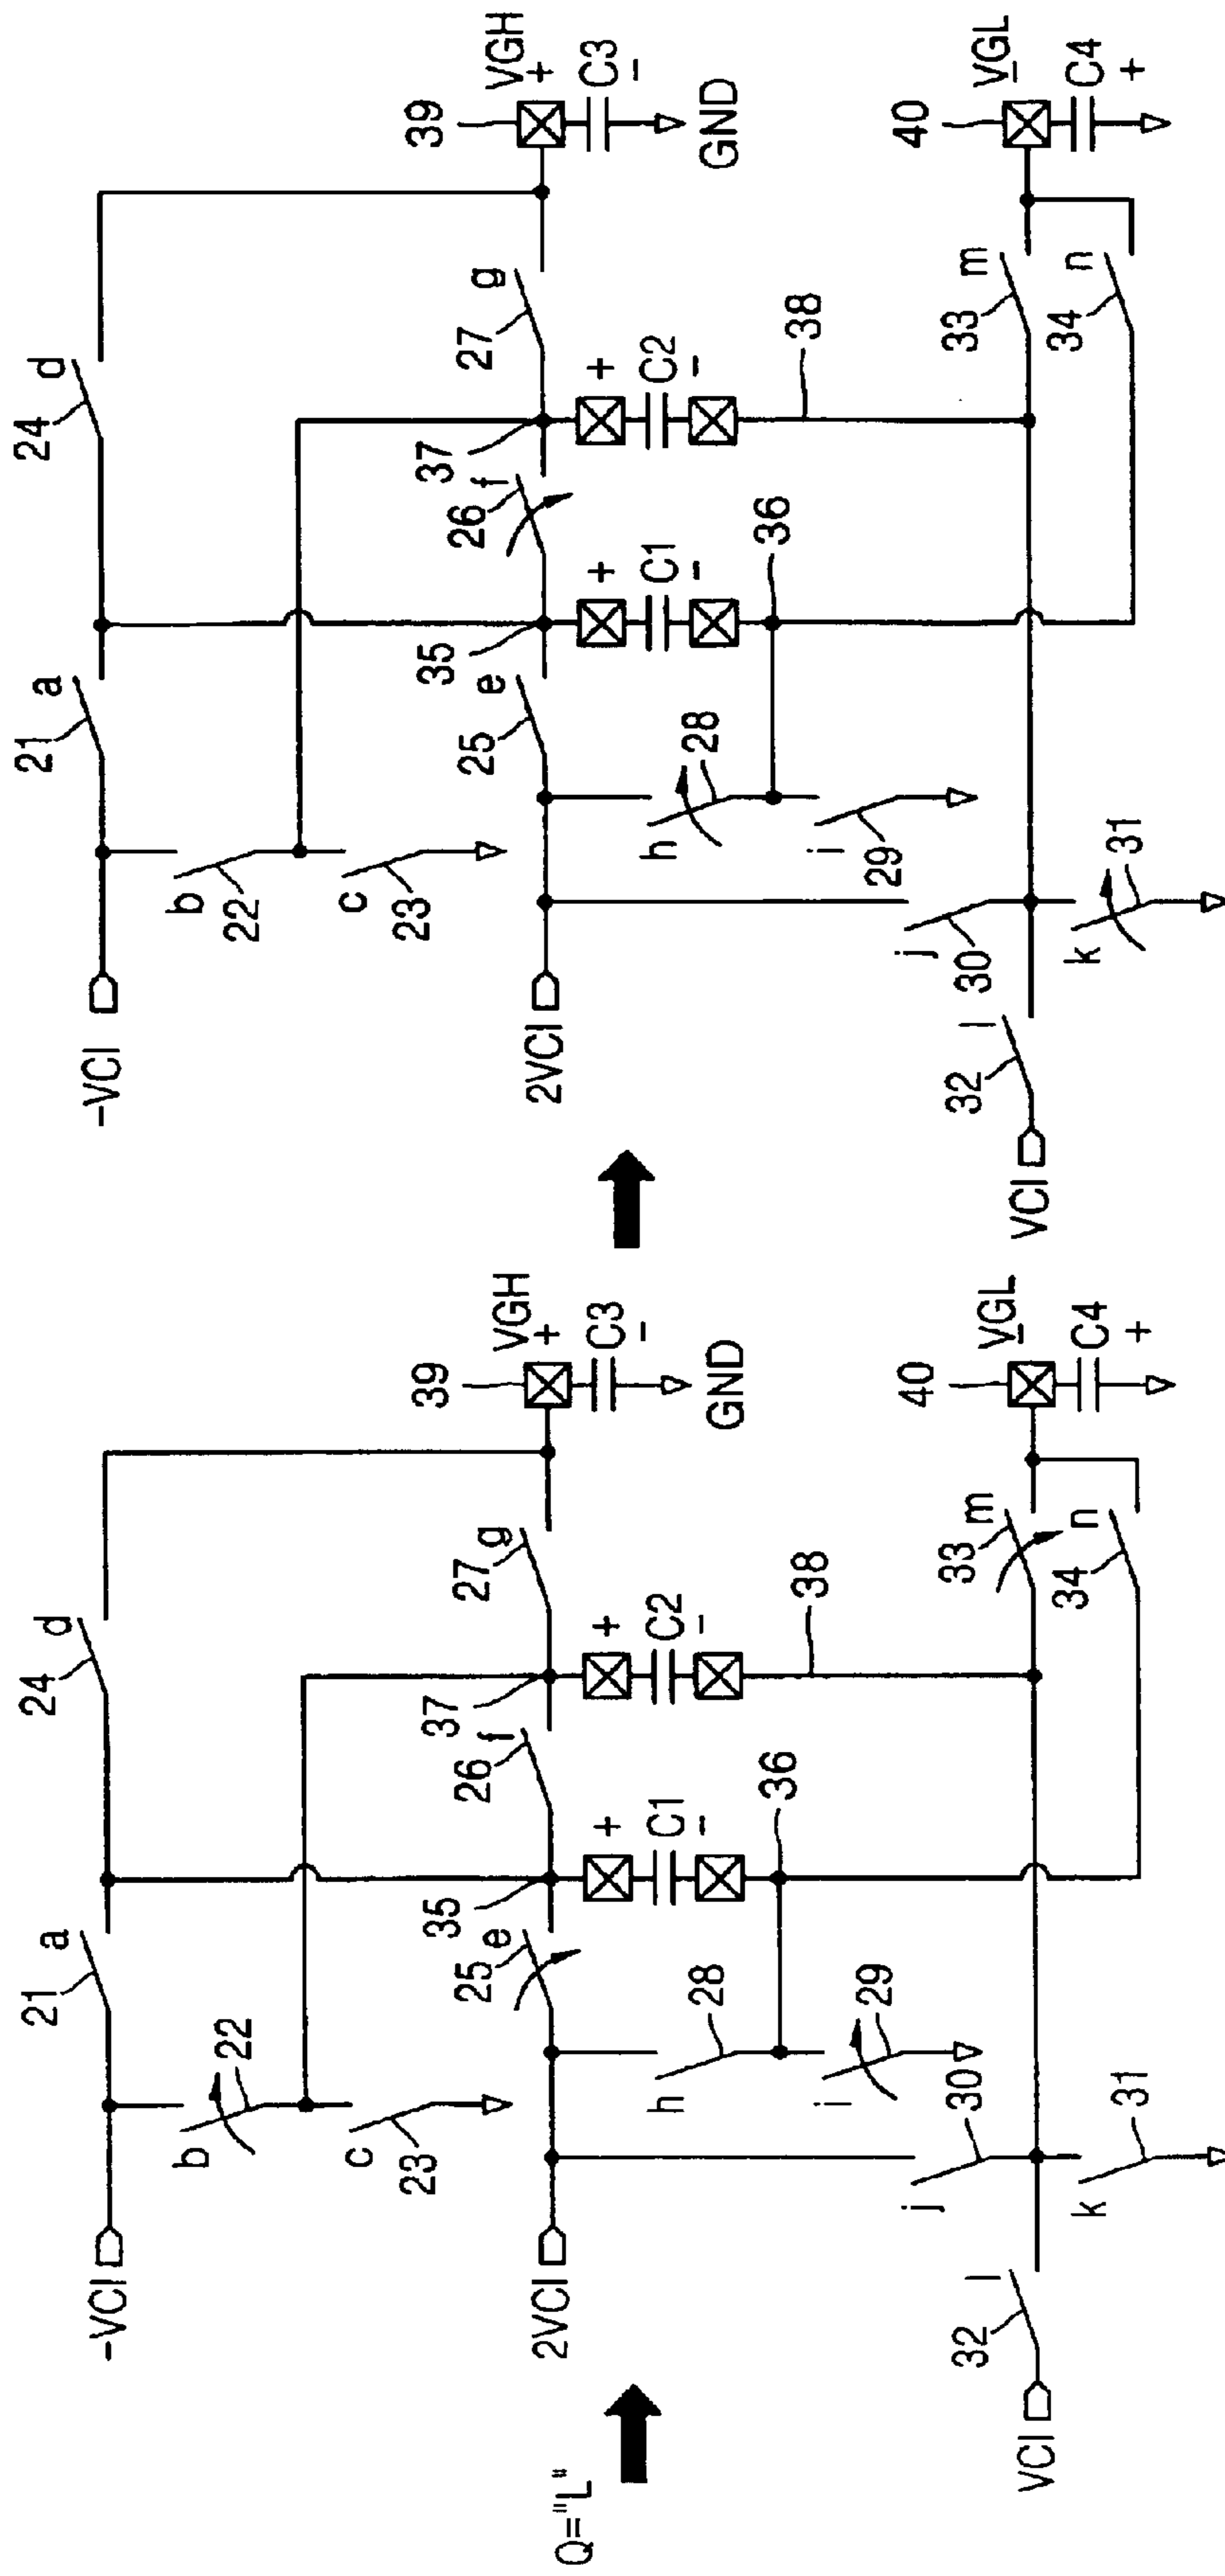 Q="L"
-VCI
21
a
24
d
b
22
c
23
2VCI
25
e
35
26
f
37
27
g
39
VGH
+
C3
-
GND
+
C1
-
+
C2
-
h
28
i
29
36
38
j
30
k
31
VCI
32
l
33
m
34
n
40
VGL
-
C4
+
-VCI
21
a
24
d
b
22
c
23
2VCI
25
e
35
26
f
37
27
g
39
VGH
+
C3
-
GND
+
C1
-
+
C2
-
h
28
i
29
36
38
j
30
k
31
VCI
32
l
33
m
34
n
40
VGL
-
C4
+